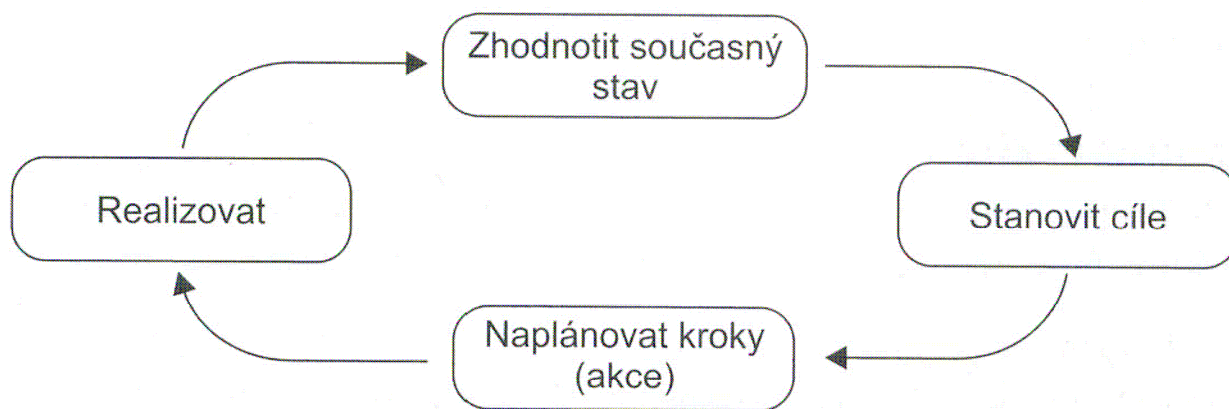 Zhodnotit současný
stav
Realizovat
Stanovit cíle
Naplánovat kroky
(akce)